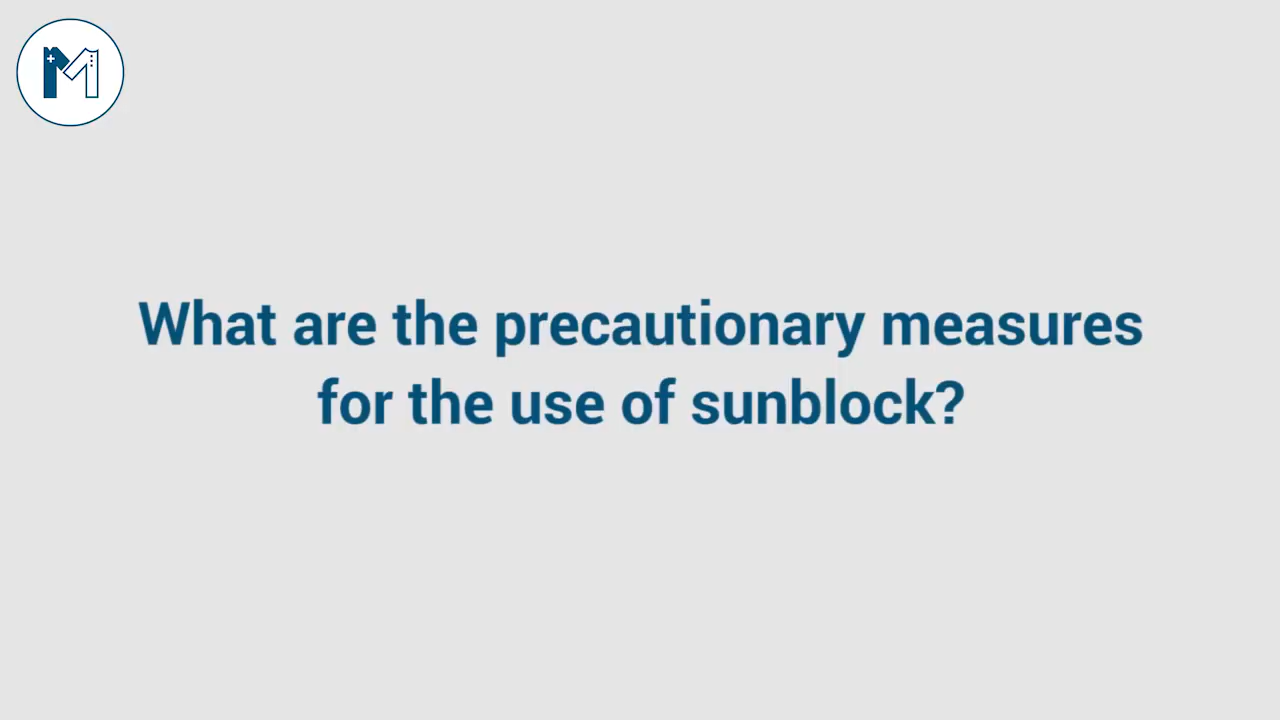 M
What are the precautionary measures
for the use of sunblock?